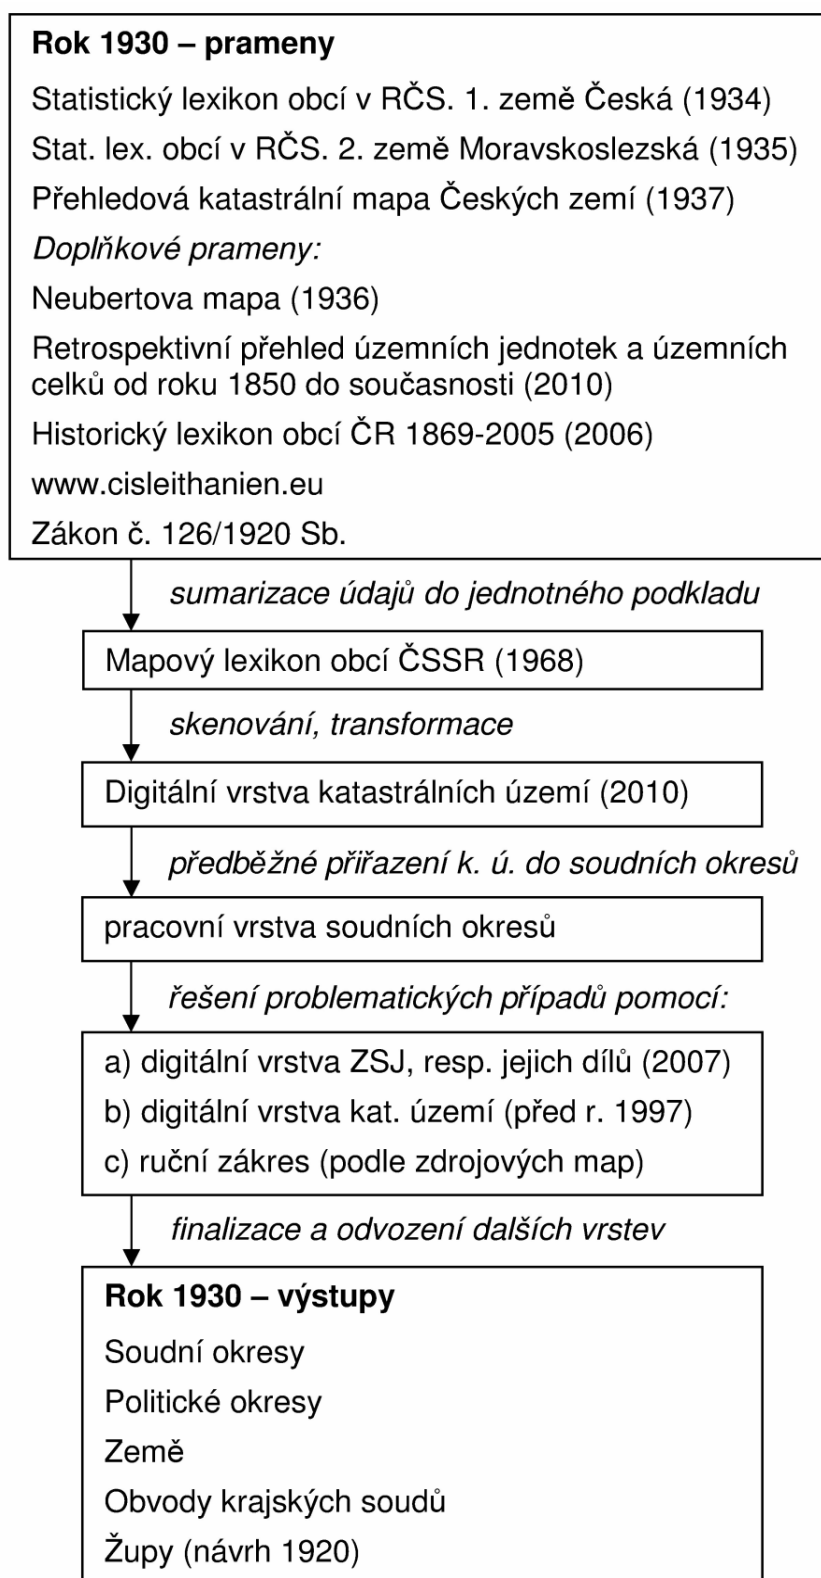 Rok 1930 – prameny
Statistický lexikon obcí v RČS. 1. země Česká (1934)
Stat. lex. obcí v RČS. 2. země Moravskoslezská (1935)
Přehledová katastrální mapa Českých zemí (1937)
Doplňkové prameny:
Neubertova mapa (1936)
Retrospektivní přehled územních jednotek a územních
celků od roku 1850 do současnosti (2010)
Historický lexikon obcí ČR 1869-2005 (2006)
www.cisleithanien.eu
Zákon č. 126/1920 Sb.
sumarizace údajů do jednotného podkladu
Mapový lexikon obcí ČSSR (1968)
skenování, transformace
Digitální vrstva katastrálních území (2010)
předběžné přiřazení k. ú. do soudních okresů
pracovní vrstva soudních okresů
řešení problematických případů pomocí:
a) digitální vrstva ZSJ, resp. jejich dílů (2007)
b) digitální vrstva kat. území (před r. 1997)
c) ruční zákres (podle zdrojových map)
finalizace a odvození dalších vrstev
Rok 1930 – výstupy
Soudní okresy
Politické okresy
Země
Obvody krajských soudů
Župy (návrh 1920)